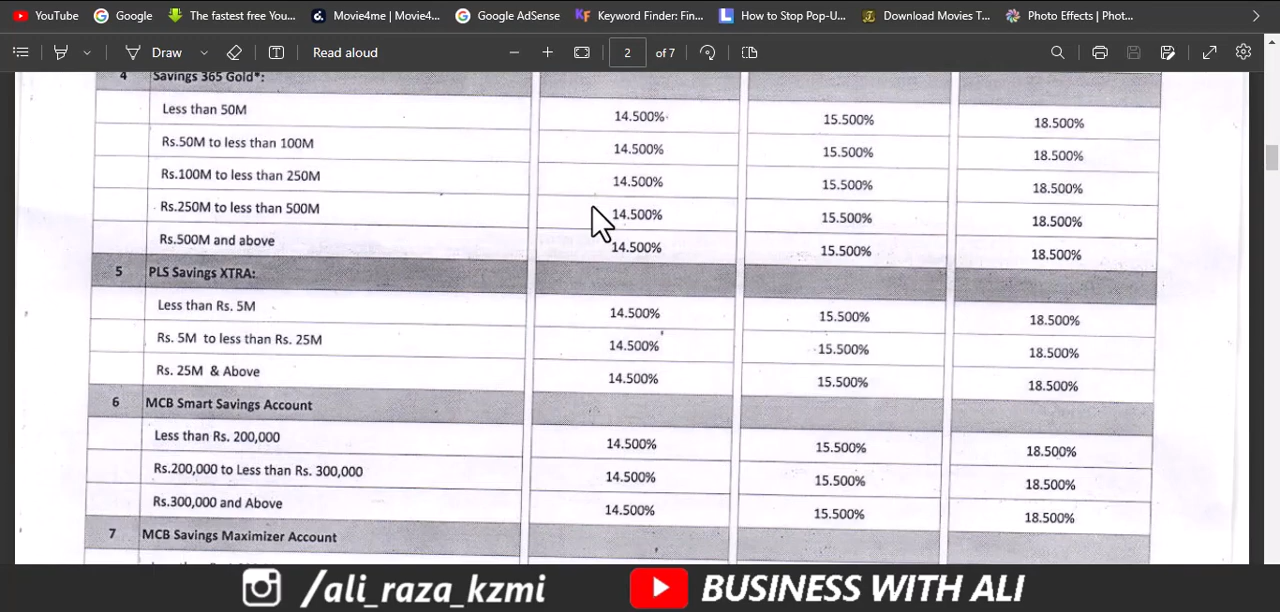 YouTube Google The fastest free You... Movie4me | Movie4... Google AdSense Keyword Finder: Fin... How to Stop Pop-U... Download Movies T... Photo Effects | Phot...
Draw Read aloud 2 of 7
4 Savings 365 Gold*:
Less than 50M 14.500% 15.500% 18.500%
Rs.50M to less than 100M 14.500% 15.500% 18.500%
Rs.100M to less than 250M 14.500% 15.500% 18.500%
Rs.250M to less than 500M 14.500% 15.500% 18.500%
Rs.500M and above 14.500% 15.500% 18.500%
5 PLS Savings XTRA:
Less than Rs. 5M 14.500% 15.500% 18.500%
Rs. 5M to less than Rs. 25M 14.500% 15.500% 18.500%
Rs. 25M & Above 14.500% 15.500% 18.500%
6 MCB Smart Savings Account
Less than Rs. 200,000 14.500% 15.500% 18.500%
Rs.200,000 to Less than Rs. 300,000 14.500% 15.500% 18.500%
Rs.300,000 and Above 14.500% 15.500% 18.500%
7 MCB Savings Maximizer Account
/ali_raza_kzmi BUSINESS WITH ALI